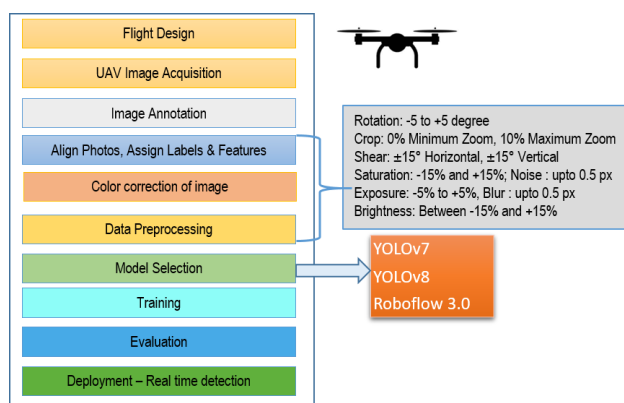 Flight Design
UAV Image Acquisition
Image Annotation
Align Photos, Assign Labels & Features
Color correction of image
Data Preprocessing
Model Selection
Training
Evaluation
Deployment – Real time detection
Rotation: -5 to +5 degree
Crop: 0% Minimum Zoom, 10% Maximum Zoom
Shear: ±15° Horizontal, ±15° Vertical
Saturation: -15% and +15%; Noise : upto 0.5 px
Exposure: -5% to +5%, Blur : upto 0.5 px
Brightness: Between -15% and +15%
YOLOv7
YOLOv8
Roboflow 3.0